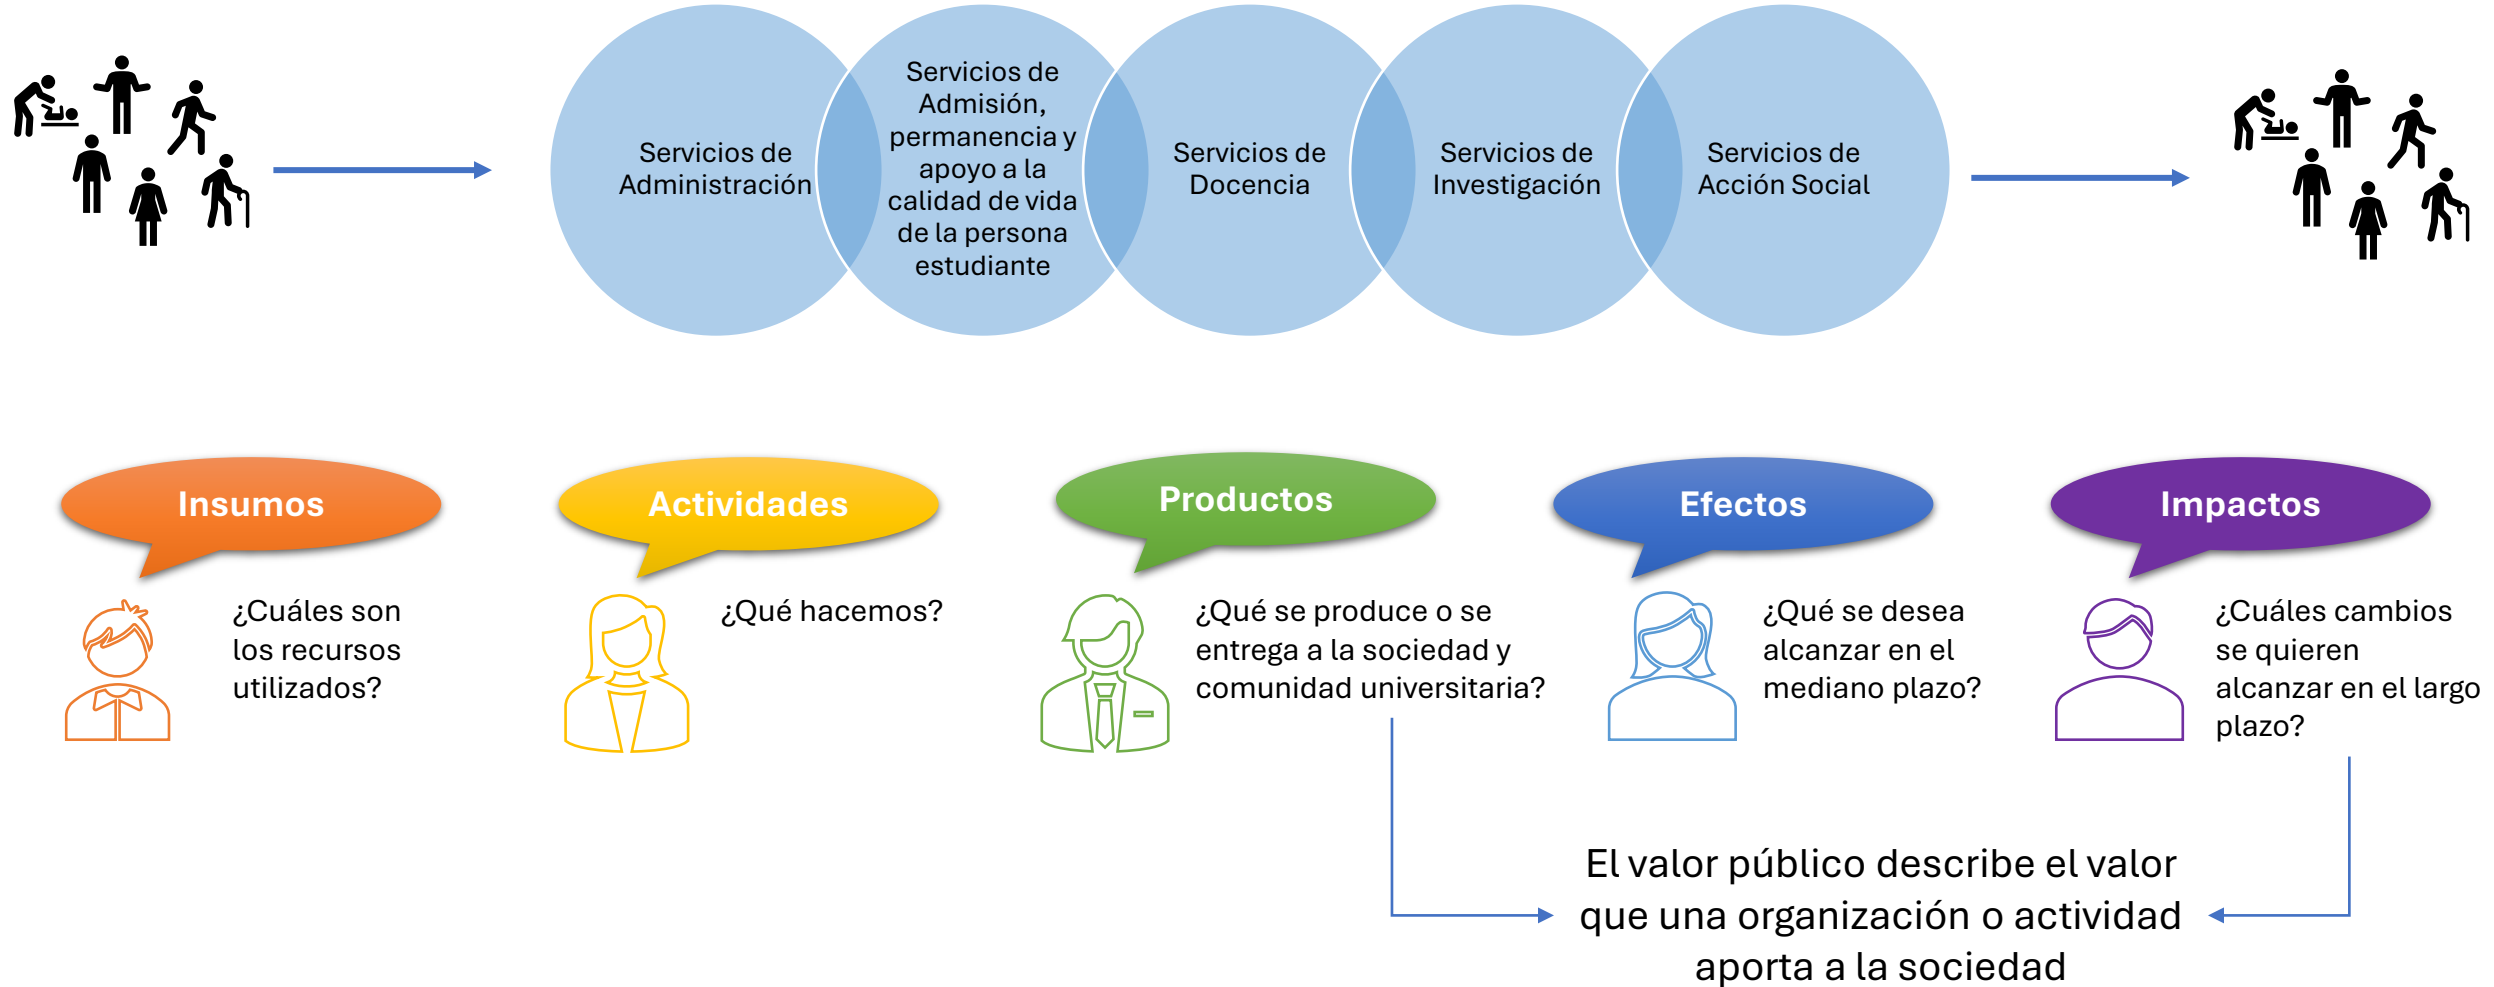 Servicios de
Administración
Servicios de
Admisión,
permanencia y
apoyo a la
calidad de vida
de la persona
estudiante
Servicios de
Docencia
Servicios de
Investigación
Servicios de
Acción Social
Insumos
¿Cuáles son
los recursos
utilizados?
Actividades
¿Qué hacemos?
Productos
¿Qué se produce o se
entrega a la sociedad y
comunidad universitaria?
Efectos
¿Qué se desea
alcanzar en el
mediano plazo?
Impactos
¿Cuáles cambios
se quieren
alcanzar en el largo
plazo?
El valor público describe el valor
que una organización o actividad
aporta a la sociedad